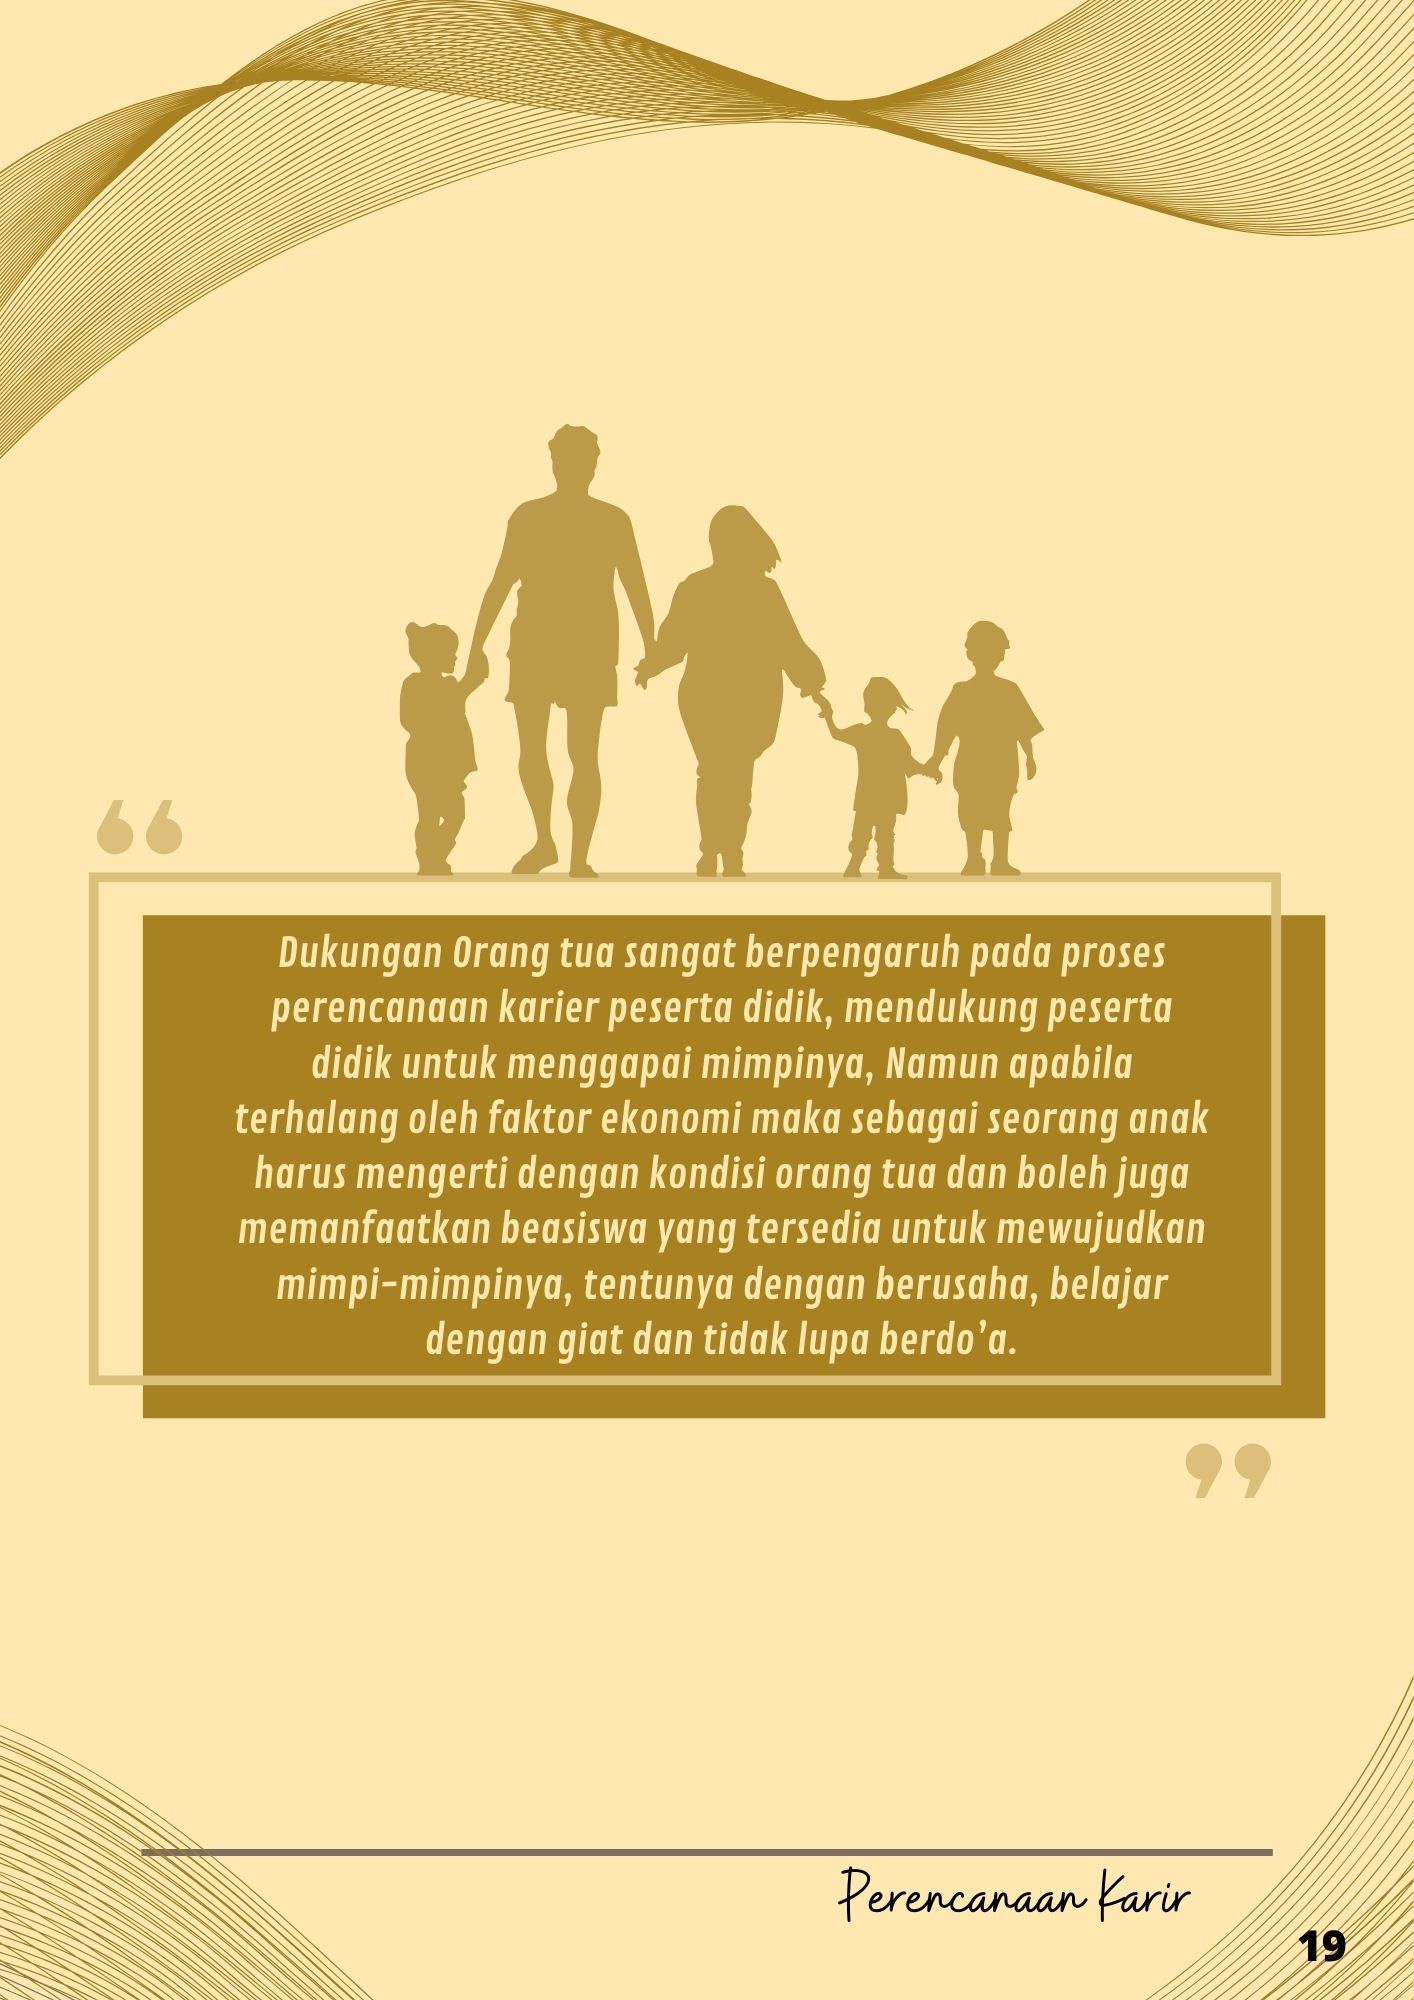 “
Dukungan Orang tua sangat berpengaruh pada proses
perencanaan karier peserta didik, mendukung peserta
didik untuk menggapai mimpinya, Namun apabila
terhalang oleh faktor ekonomi maka sebagai seorang anak
harus mengerti dengan kondisi orang tua dan boleh juga
memanfaatkan beasiswa yang tersedia untuk mewujudkan
mimpi-mimpinya, tentunya dengan berusaha, belajar
dengan giat dan tidak lupa berdo’a.
”
Perencanaan Karir
19